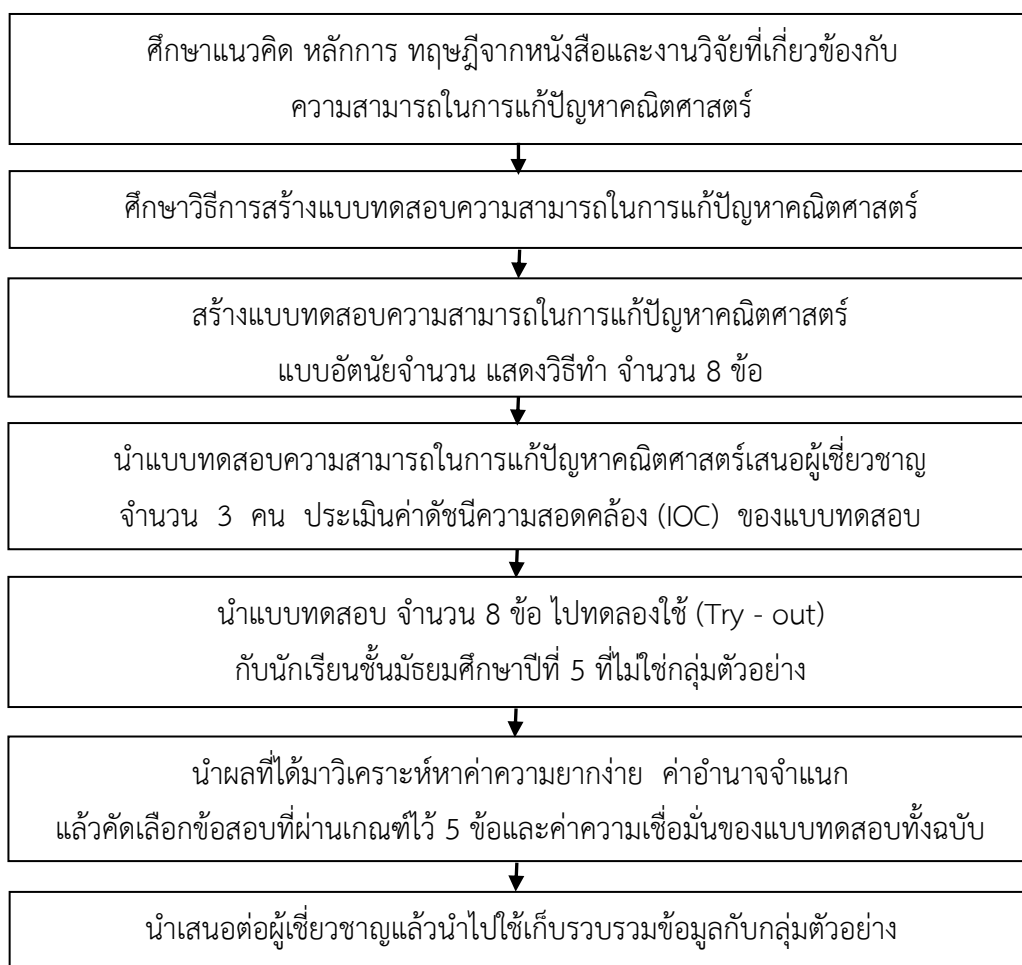 ศึกษาแนวคิด หลักการ ทฤษฎีจากหนังสือและงานวิจัยที่เกี่ยวข้องกับ
ความสามารถในการแก้ปัญหาคณิตศาสตร์
ศึกษาวิธีการสร้างแบบทดสอบความสามารถในการแก้ปัญหาคณิตศาสตร์
สร้างแบบทดสอบความสามารถในการแก้ปัญหาคณิตศาสตร์
แบบอัตนัยจำนวน แสดงวิธีทำ จำนวน 8 ข้อ
นำแบบทดสอบความสามารถในการแก้ปัญหาคณิตศาสตร์เสนอผู้เชี่ยวชาญ
จำนวน 3 คน ประเมินค่าดัชนีความสอดคล้อง (IOC) ของแบบทดสอบ
นำแบบทดสอบ จำนวน 8 ข้อ ไปทดลองใช้ (Try - out)
กับนักเรียนชั้นมัธยมศึกษาปีที่ 5 ที่ไม่ใช่กลุ่มตัวอย่าง
นำผลที่ได้มาวิเคราะห์หาค่าความยากง่าย ค่าอำนาจจำแนก
แล้วคัดเลือกข้อสอบที่ผ่านเกณฑ์ไว้ 5 ข้อและค่าความเชื่อมั่นของแบบทดสอบทั้งฉบับ
นำเสนอต่อผู้เชี่ยวชาญแล้วนำไปใช้เก็บรวบรวมข้อมูลกับกลุ่มตัวอย่าง